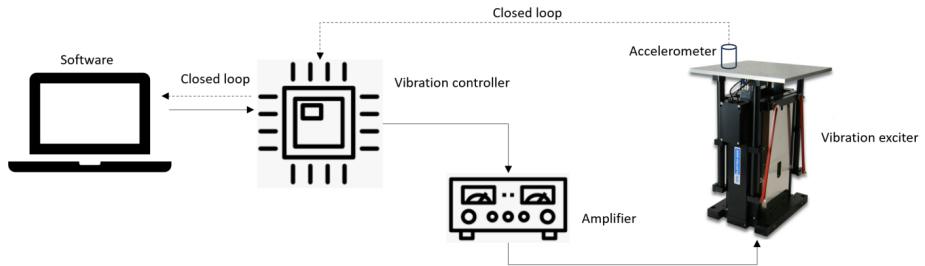 Closed loop
Accelerometer
Software
Closed loop
Vibration controller
Vibration exciter
Amplifier